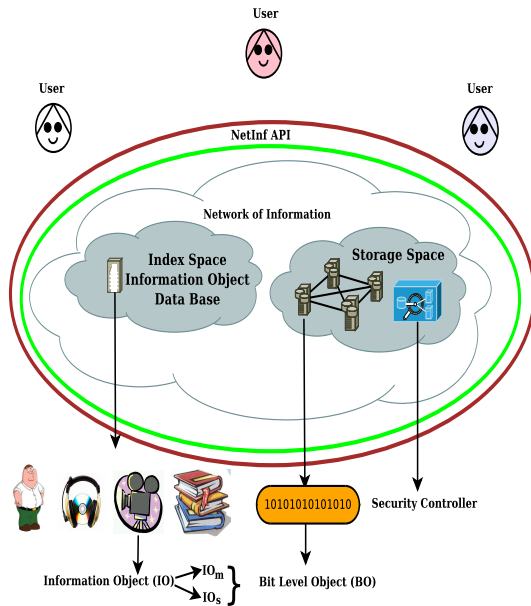 User
User
User
NetInf API
Network of Information
Index Space
Information Object
Data Base
Storage Space
10101010101010
Security Controller
Information Object (IO)
IOm
IOs
}
Bit Level Object (BO)